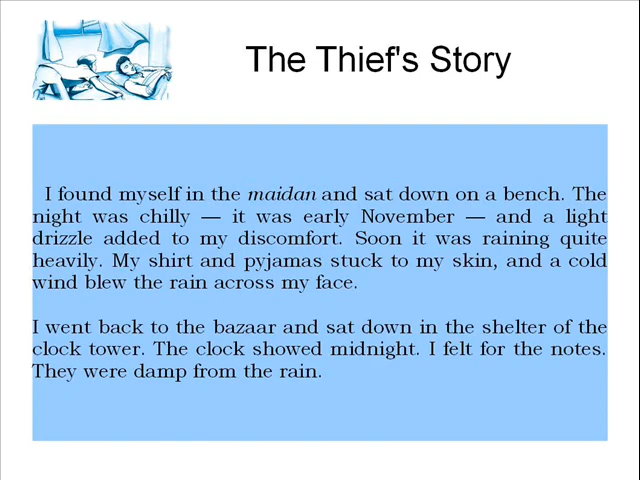 The Thief's Story
I found myself in the maidan and sat down on a bench. The
night was chilly — it was early November — and a light
drizzle added to my discomfort. Soon it was raining quite
heavily. My shirt and pyjamas stuck to my skin, and a cold
wind blew the rain across my face.
I went back to the bazaar and sat down in the shelter of the
clock tower. The clock showed midnight. I felt for the notes.
They were damp from the rain.